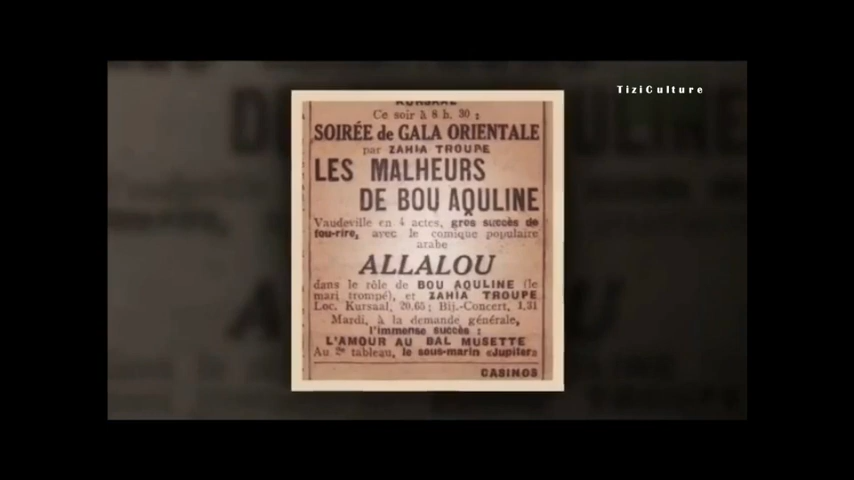 TiziCulture
KURSAAL
Ce soir à 8 h. 30 :
SOIRÉE de GALA ORIENTALE
par ZAHIA TROUPE
LES MALHEURS
DE BOU AQULINE
Vaudeville en 4 actes, gros succès de
fou-rire, avec le comique populaire
arabe
ALLALOU
dans le rôle de BOU AQULINE (le
mari trompé), et ZAHIA TROUPE
Loc. Kursaal, 20.65 ; Bij.-Concert, 1.31
Mardi, à la demande générale,
l'immense succès :
L'AMOUR AU BAL MUSETTE
Au 2e tableau, le sous-marin «Jupiter»
CASINOS